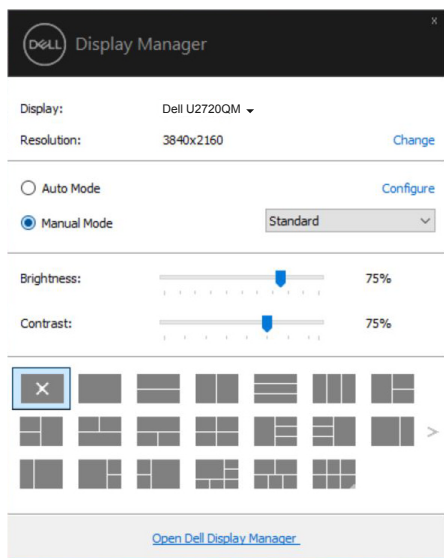 x
DELL Display Manager
Display: Dell U2720QM
Resolution: 3840x2160 Change
Auto Mode Configure
Manual Mode Standard
Brightness: 75%
Contrast: 75%
Open Dell Display Manager